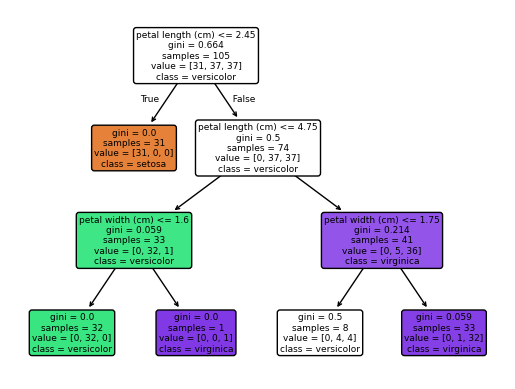 petal length (cm) <= 2.45
gini = 0.664
samples = 105
value = [31, 37, 37]
class = versicolor
True
False
gini = 0.0
samples = 31
value = [31, 0, 0]
class = setosa
petal length (cm) <= 4.75
gini = 0.5
samples = 74
value = [0, 37, 37]
class = versicolor
petal width (cm) <= 1.6
gini = 0.059
samples = 33
value = [0, 32, 1]
class = versicolor
petal width (cm) <= 1.75
gini = 0.214
samples = 41
value = [0, 5, 36]
class = virginica
gini = 0.0
samples = 32
value = [0, 32, 0]
class = versicolor
gini = 0.0
samples = 1
value = [0, 0, 1]
class = virginica
gini = 0.5
samples = 8
value = [0, 4, 4]
class = versicolor
gini = 0.059
samples = 33
value = [0, 1, 32]
class = virginica